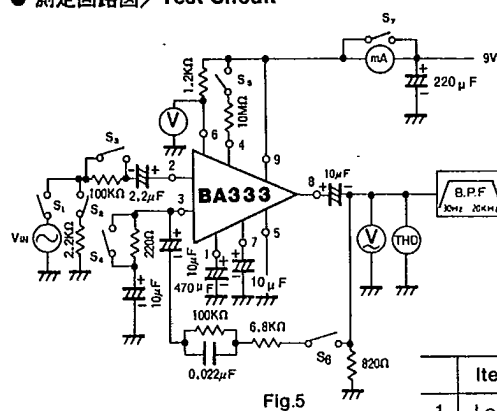 ● 測定回路図／Test Circuit
S7
mA
9V
+
220μF
−
1.2KΩ
S5
10MΩ
V
6
4
9
S3
100KΩ
− +
2.2μF
2
BA333
8
10μF
+ −
B.P.F
30Hz 20KHz
S1
S2
VIN
2.2KΩ
3
S4
220Ω
+
10μF
−
10μF
+
−
1
470μF
7
10μF
5
V
THD
100KΩ
0.022μF
6.8KΩ
S6
820Ω
Fig.5
Ite
1